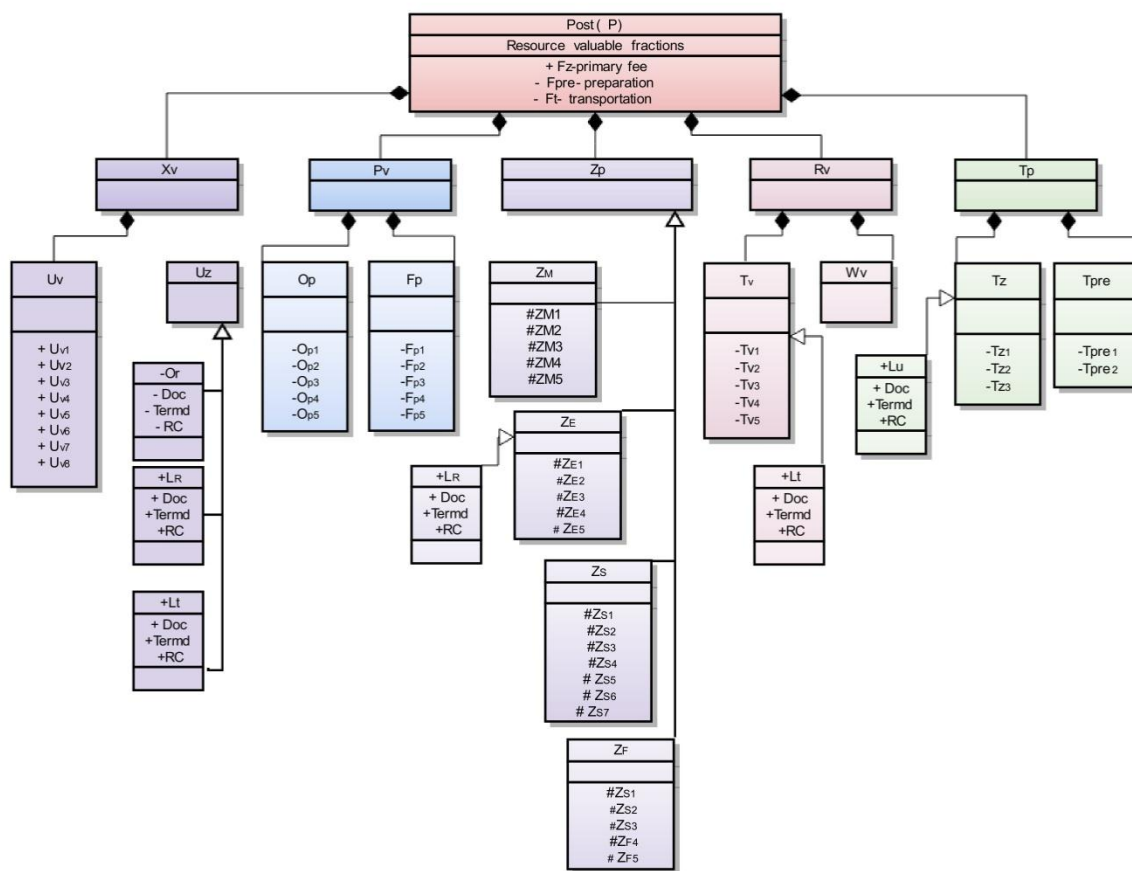 Post( P)
Resource valuable fractions
+ Fz-primary fee
- Fpre- preparation
- Ft- transportation
Xv
Pv
Zp
Rv
Tp
Uv
+ Uv1
+ Uv2
+ Uv3
+ Uv4
+ Uv5
+ Uv6
+ Uv7
+ Uv8
Uz
-Or
- Doc
- Termd
- RC
+LR
+ Doc
+Termd
+RC
+Lt
+ Doc
+Termd
+RC
Op
-Op1
-Op2
-Op3
-Op4
-Op5
Fp
-Fp1
-Fp2
-Fp3
-Fp4
-Fp5
ZM
#ZM1
#ZM2
#ZM3
#ZM4
#ZM5
ZE
#ZE1
#ZE2
#ZE3
#ZE4
# ZE5
+LR
+ Doc
+Termd
+RC
ZS
#ZS1
#ZS2
#ZS3
#ZS4
# ZS5
# ZS6
# ZS7
ZF
#ZS1
#ZS2
#ZS3
#ZF4
# ZF5
Tv
-Tv1
-Tv2
-Tv3
-Tv4
-Tv5
Wv
+Lt
+ Doc
+Termd
+RC
+Lu
+ Doc
+Termd
+RC
Tz
-Tz1
-Tz2
-Tz3
Tpre
-Tpre 1
-Tpre 2